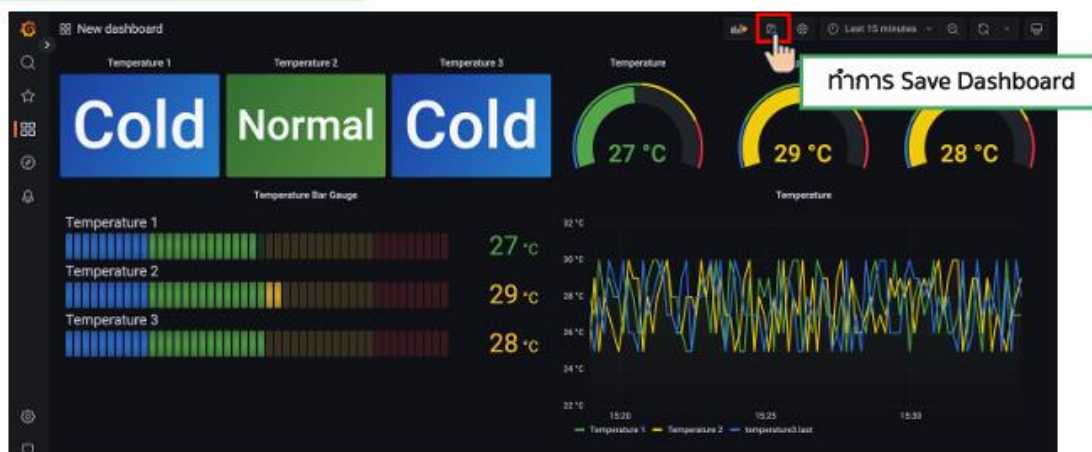 New dashboard
Last 15 minutes
ทำการ Save Dashboard
Temperature 1
Temperature 2
Temperature 3
Temperature
Cold
Normal
Cold
27 °C
29 °C
28 °C
Temperature Bar Gauge
Temperature
Temperature 1
27 °C
Temperature 2
29 °C
Temperature 3
28 °C
32 °C
30 °C
28 °C
26 °C
24 °C
22 °C
15:20
15:25
15:30
Temperature 1
Temperature 2
temperature3.last